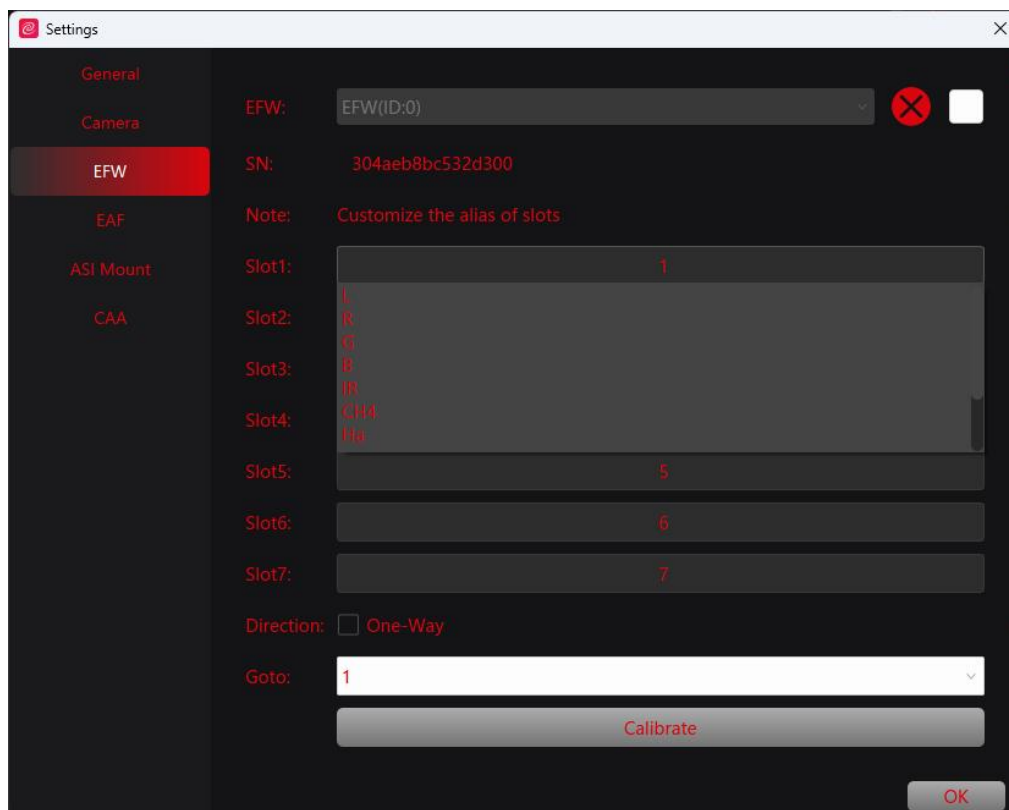 Settings
General
Camera
EFW
EAF
ASI Mount
CAA
EFW: EFW(ID:0)
SN: 304aeb8bc532d300
Note: Customize the alias of slots
Slot1: 1
L
Slot2: R
G
Slot3: B
IR
Slot4: CH4
Ha
Slot5: 5
Slot6: 6
Slot7: 7
Direction: One-Way
Goto: 1
Calibrate
OK